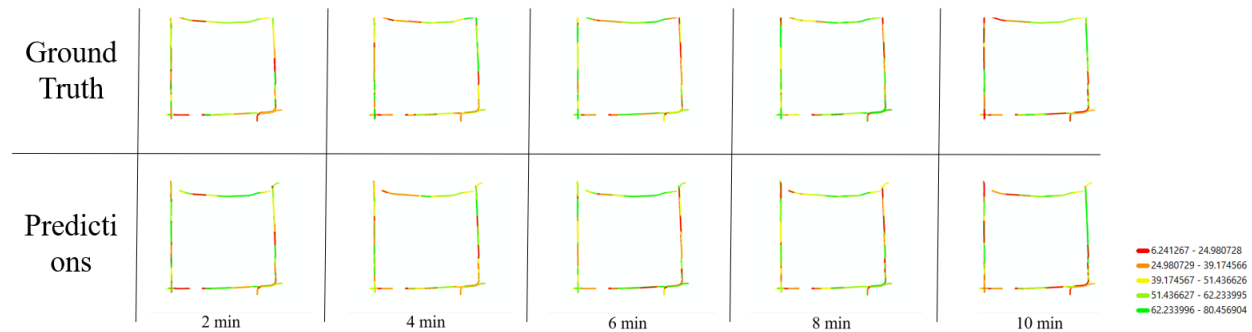 Ground
Truth
Predicti
ons
6.241267 - 24.980728
24.980729 - 39.174566
39.174567 - 51.436626
51.436627 - 62.233995
62.233996 - 80.456904
2 min
4 min
6 min
8 min
10 min